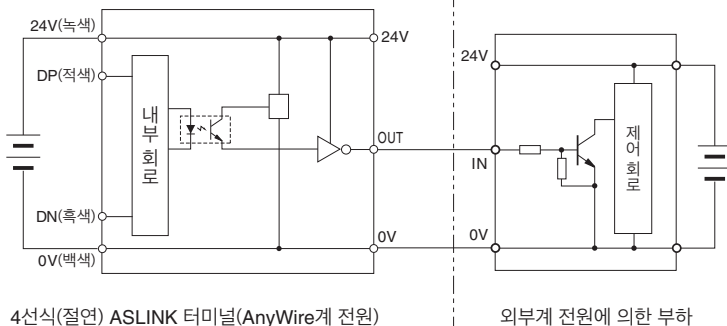 24V(녹색)
24V
24V
DP(적색)
내부 회로
제어 회로
OUT
IN
DN(흑색)
0V
0V
0V(백색)
4선식(절연) ASLINK 터미널(AnyWire계 전원)
외부계 전원에 의한 부하